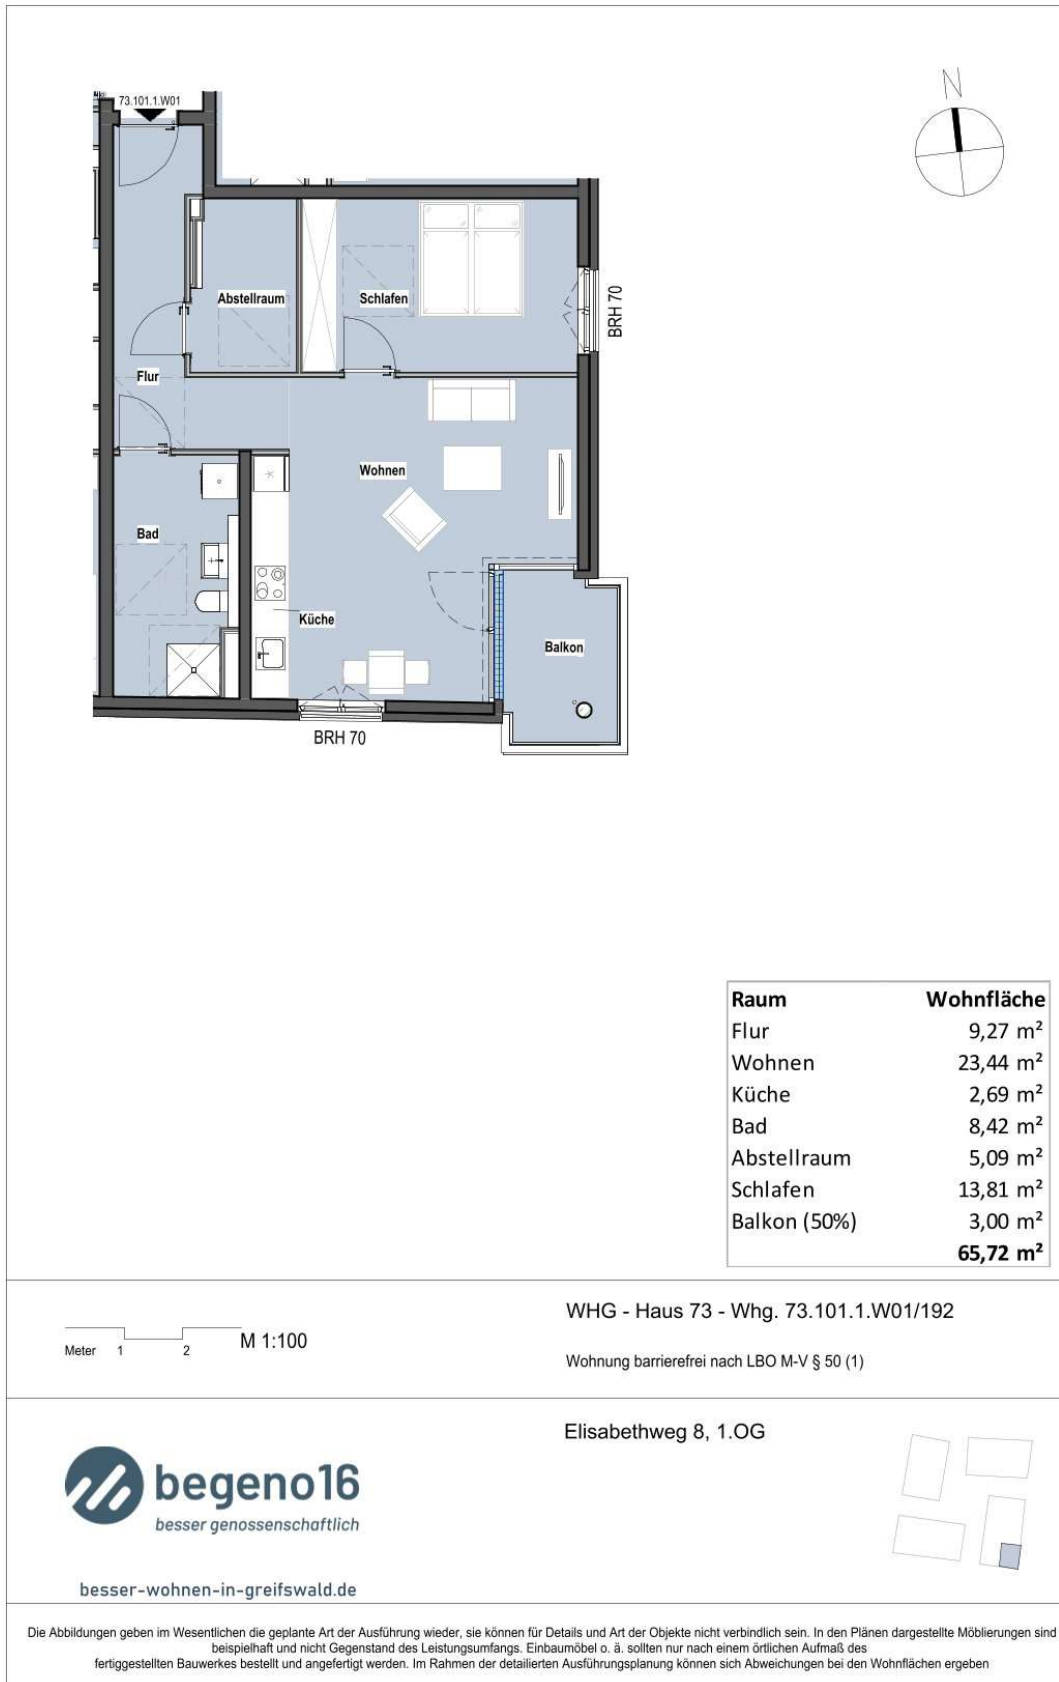 N
73.101.1.W01
Abstellraum
Schlafen
BRH 70
Flur
Wohnen
Bad
Küche
Balkon
BRH 70
Raum Wohnfläche
Flur 9,27 m²
Wohnen 23,44 m²
Küche 2,69 m²
Bad 8,42 m²
Abstellraum 5,09 m²
Schlafen 13,81 m²
Balkon (50%) 3,00 m²
65,72 m²
Meter 1 2 M 1:100
WHG - Haus 73 - Whg. 73.101.1.W01/192
Wohnung barrierefrei nach LBO M-V § 50 (1)
Elisabethweg 8, 1.OG
begeno16
besser genossenschaftlich
besser-wohnen-in-greifswald.de
Die Abbildungen geben im Wesentlichen die geplante Art der Ausführung wieder, sie können für Details und Art der Objekte nicht verbindlich sein. In den Plänen dargestellte Möblierungen sind
beispielhaft und nicht Gegenstand des Leistungsumfangs. Einbaumöbel o. ä. sollten nur nach einem örtlichen Aufmaß des
fertiggestellten Bauwerkes bestellt und angefertigt werden. Im Rahmen der detailierten Ausführungsplanung können sich Abweichungen bei den Wohnflächen ergeben